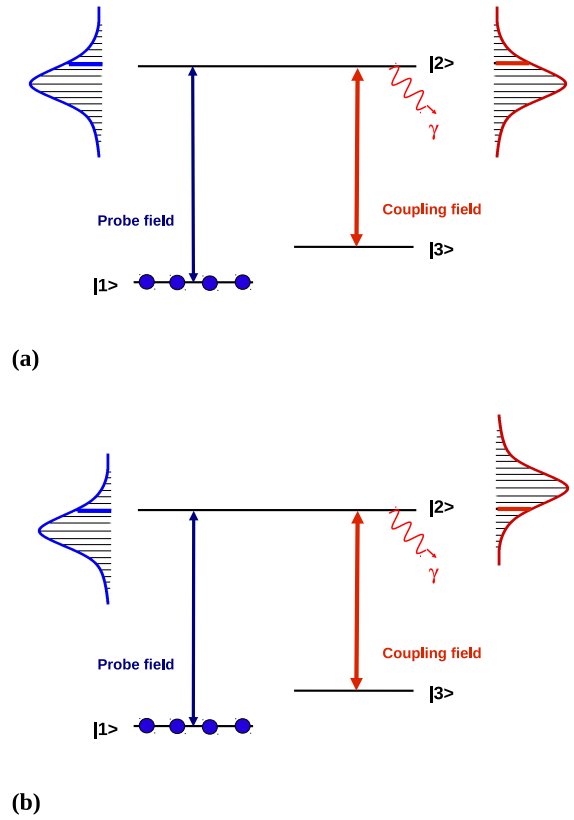 |2>
γ
Probe field
Coupling field
|3>
|1>
(a)
|2>
γ
Probe field
Coupling field
|3>
|1>
(b)